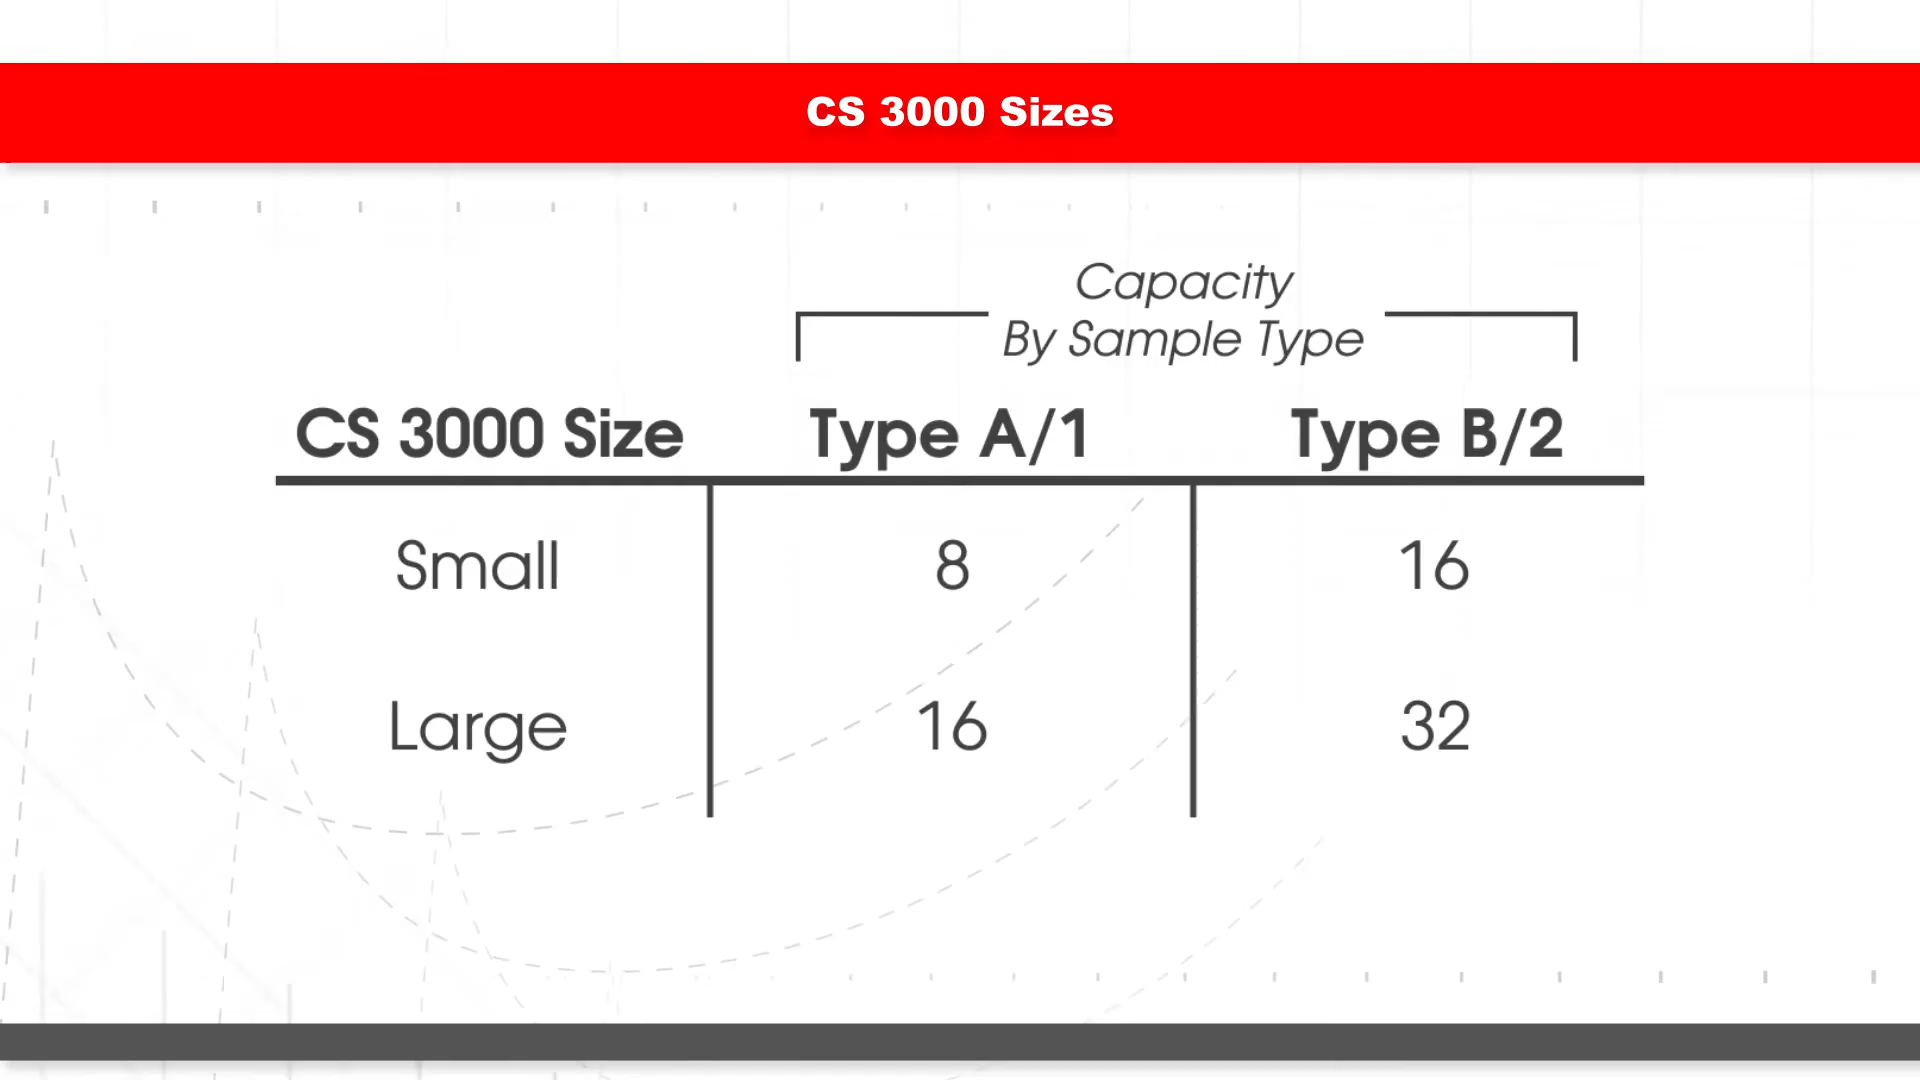 CS 3000 Sizes
Capacity
By Sample Type
CS 3000 Size Type A/1 Type B/2
Small 8 16
Large 16 32